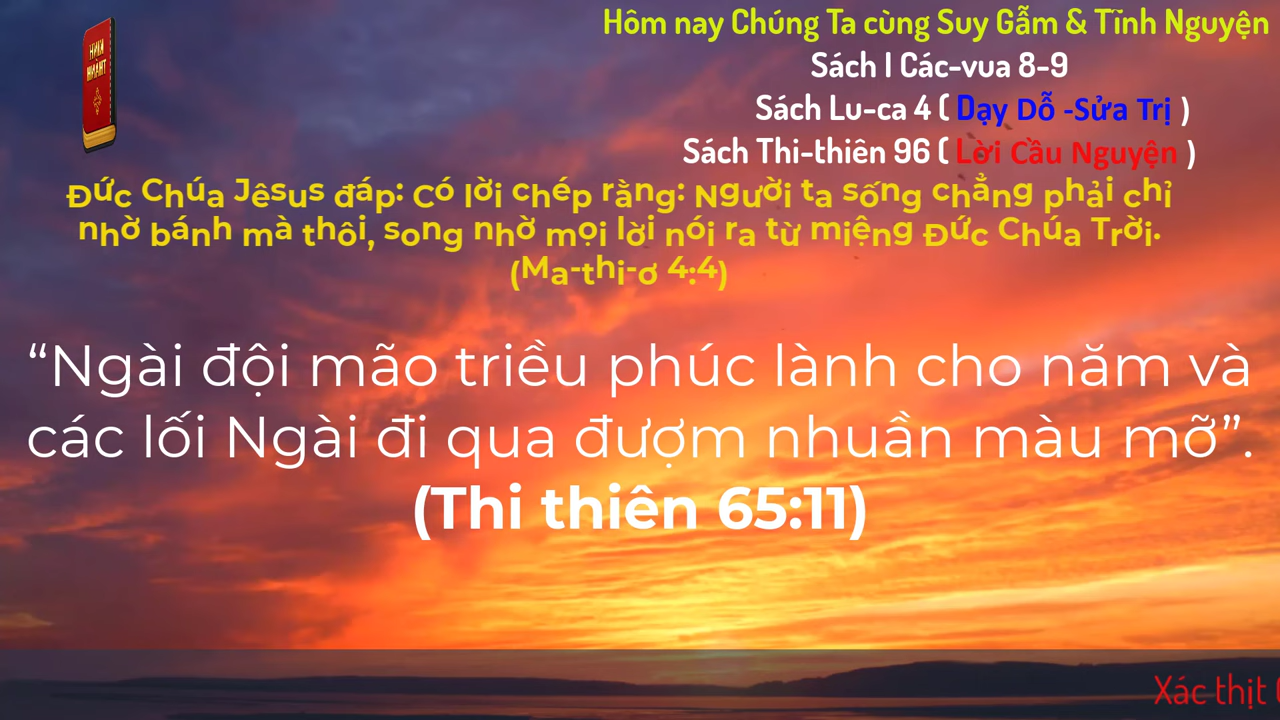 Hôm nay Chúng Ta cùng Suy Gẫm & Tĩnh Nguyện
Sách I Các-vua 8-9
Sách Lu-ca 4 ( Dạy Dỗ -Sửa Trị )
Sách Thi-thiên 96 ( Lời Cầu Nguyện )
KINH
THÁNH
Đức Chúa Jêsus đáp: Có lời chép rằng: Người ta sống chẳng phải chỉ
nhờ bánh mà thôi, song nhờ mọi lời nói ra từ miệng Đức Chúa Trời.
(Ma-thi-ơ 4:4)
“Ngài đội mão triều phúc lành cho năm và
các lối Ngài đi qua đượm nhuần màu mỡ”.
(Thi thiên 65:11)
Xác thịt